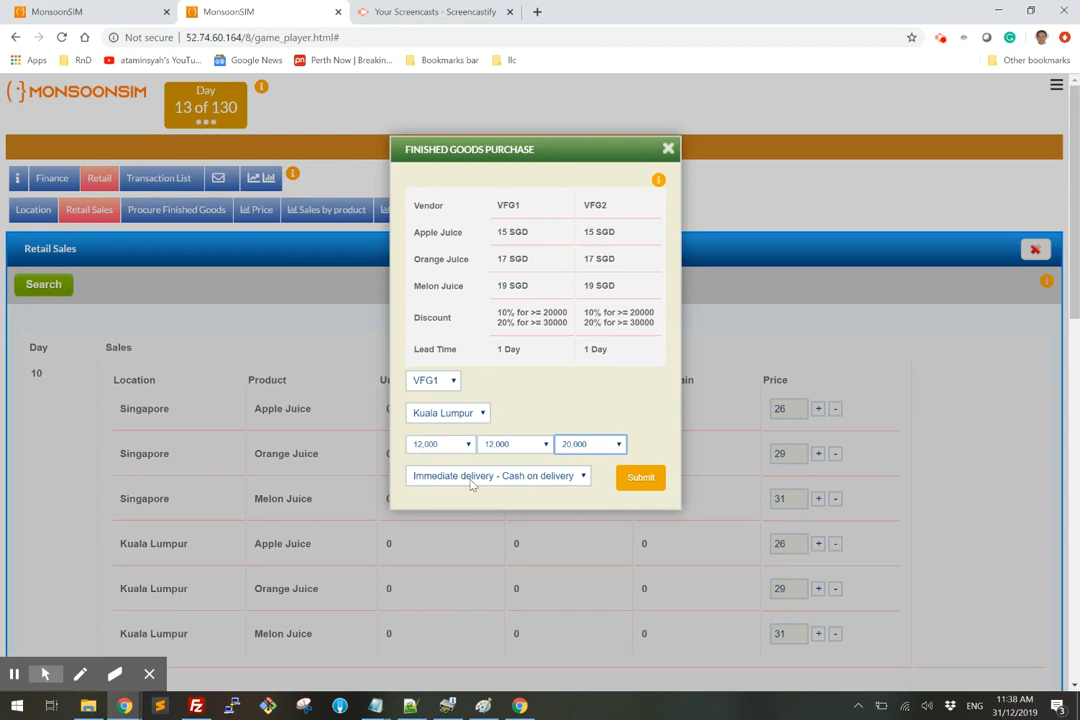 MonsoonSIM
MonsoonSIM
Your Screencasts - Screencastify
Not secure
52.74.60.164/8/game_player.html#
Apps
RnD
ataminsyah's YouTu...
Google News
Perth Now | Breakin...
Bookmarks bar
llc
Other bookmarks
MONSOONSIM
Day
13 of 130
Finance
Retail
Transaction List
Location
Retail Sales
Procure Finished Goods
Price
Sales by product
Retail Sales
Search
FINISHED GOODS PURCHASE
Vendor VFG1 VFG2
Apple Juice 15 SGD 15 SGD
Orange Juice 17 SGD 17 SGD
Melon Juice 19 SGD 19 SGD
Discount
10% for >= 20000 10% for >= 20000
20% for >= 30000 20% for >= 30000
Lead Time 1 Day 1 Day
VFG1
Kuala Lumpur
12,000 12,000 20,000
Immediate delivery - Cash on delivery
Submit
Day Sales
10
Location Product Price
Singapore Apple Juice 26 + -
Singapore Orange Juice 29 + -
Singapore Melon Juice 31 + -
Kuala Lumpur Apple Juice 0 0 0 26 + -
Kuala Lumpur Orange Juice 0 0 0 29 + -
Kuala Lumpur Melon Juice 0 0 0 31 + -
ENG
11:38 AM
31/12/2019